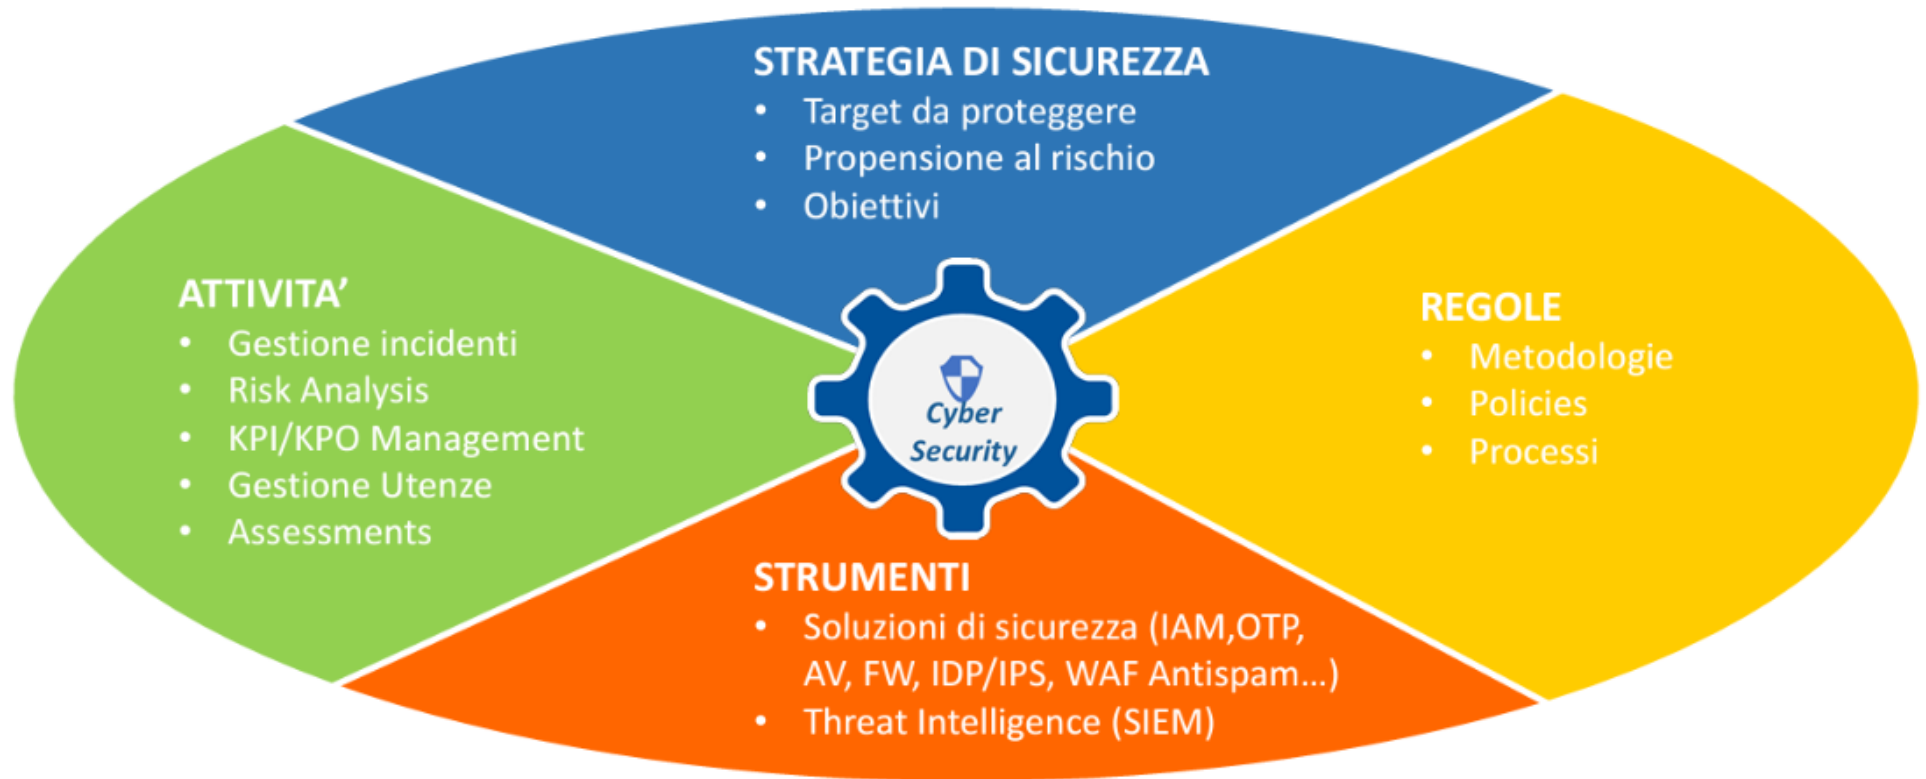 STRATEGIA DI SICUREZZA
• Target da proteggere
• Propensione al rischio
• Obiettivi
ATTIVITA’
• Gestione incidenti
• Risk Analysis
• KPI/KPO Management
• Gestione Utenze
• Assessments
Cyber
Security
REGOLE
• Metodologie
• Policies
• Processi
STRUMENTI
• Soluzioni di sicurezza (IAM,OTP,
AV, FW, IDP/IPS, WAF Antispam...)
• Threat Intelligence (SIEM)